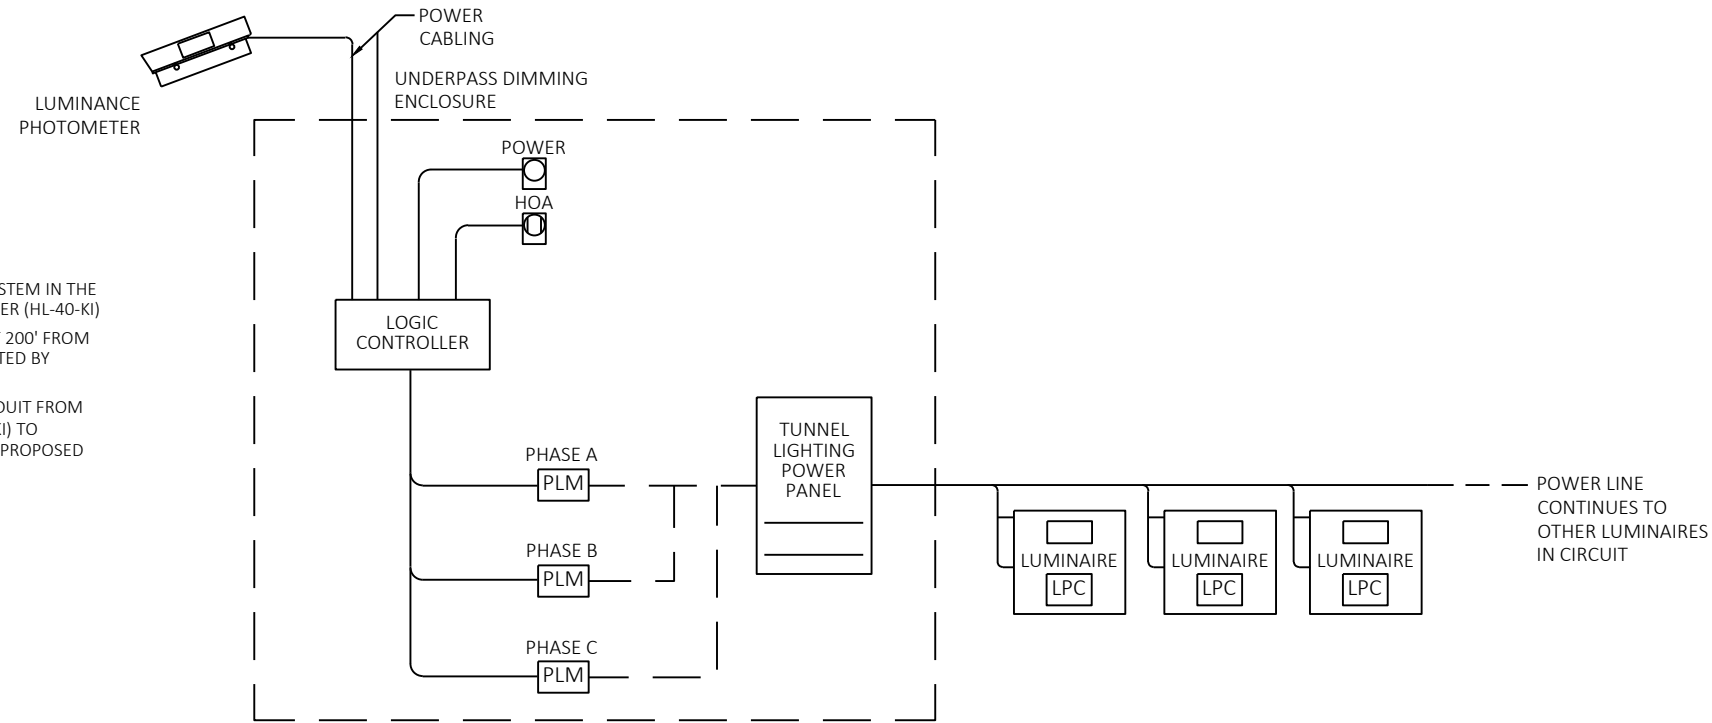 POWER
CABLING
UNDERPASS DIMMING
ENCLOSURE
LUMINANCE
PHOTOMETER
POWER
HOA
STEM IN THE
ER (HL-40-KI)
200' FROM
TED BY
DUIT FROM
KI) TO
PROPOSED
LOGIC
CONTROLLER
PHASE A
PLM
PHASE B
PLM
PHASE C
PLM
TUNNEL
LIGHTING
POWER
PANEL
LUMINAIRE
LPC
LUMINAIRE
LPC
LUMINAIRE
LPC
POWER LINE
CONTINUES TO
OTHER LUMINAIRES
IN CIRCUIT